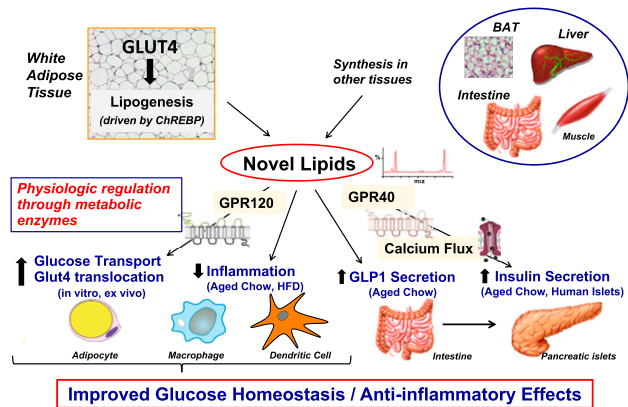 White
Adipose
Tissue
GLUT4
Lipogenesis
(driven by ChREBP)
Synthesis in
other tissues
BAT
Liver
Intestine
Muscle
Novel Lipids
%
m/z
Physiologic regulation
through metabolic
enzymes
GPR120
GPR40
Calcium Flux
Glucose Transport
Glut4 translocation
(in vitro, ex vivo)
Inflammation
(Aged Chow, HFD)
GLP1 Secretion
(Aged Chow)
Insulin Secretion
(Aged Chow, Human Islets)
Adipocyte
Macrophage
Dendritic Cell
Intestine
Pancreatic islets
Improved Glucose Homeostasis / Anti-inflammatory Effects